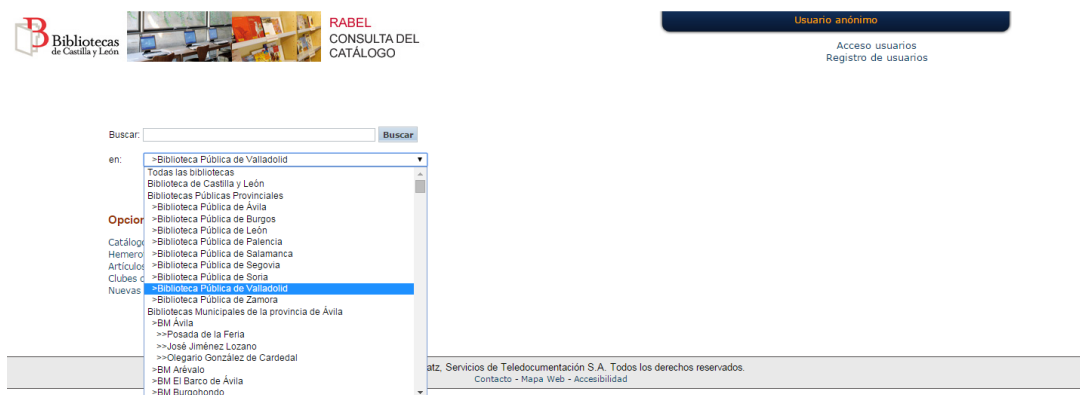 Bibliotecas
de Castilla y León
RABEL
CONSULTA DEL
CATÁLOGO
Usuario anónimo
Acceso usuarios
Registro de usuarios
Buscar:
Buscar
en:
>Biblioteca Pública de Valladolid
Todas las bibliotecas
Biblioteca de Castilla y León
Bibliotecas Públicas Provinciales
>Biblioteca Pública de Ávila
>Biblioteca Pública de Burgos
>Biblioteca Pública de León
>Biblioteca Pública de Palencia
>Biblioteca Pública de Salamanca
>Biblioteca Pública de Segovia
>Biblioteca Pública de Soria
>Biblioteca Pública de Valladolid
>Biblioteca Pública de Zamora
Bibliotecas Municipales de la provincia de Ávila
>BM Ávila
>>Posada de la Feria
>>José Jiménez Lozano
>>Olegario González de Cardedal
>BM Arévalo
>BM El Barco de Ávila
>BM Burgohondo
Opcion
Catálogo
Hemero
Artículos
Clubes d
Nuevas
atz, Servicios de Teledocumentación S.A. Todos los derechos reservados.
Contacto - Mapa Web - Accesibilidad